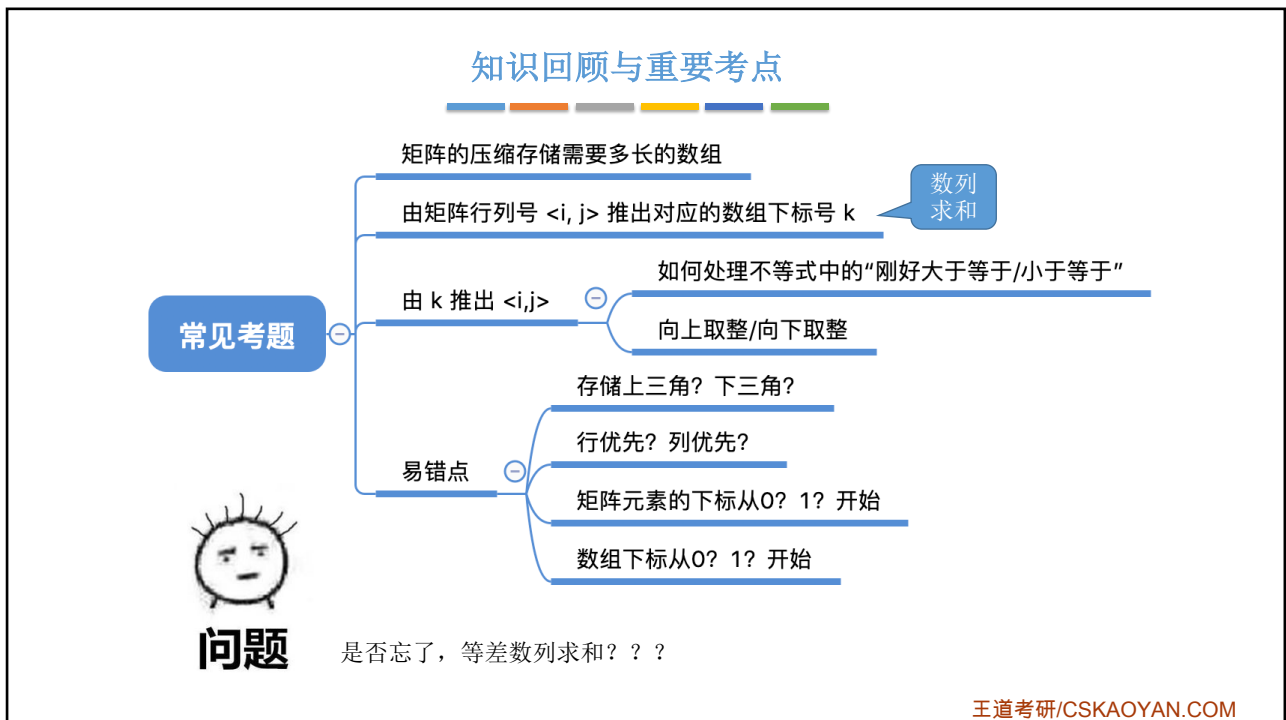 知识回顾与重要考点
矩阵的压缩存储需要多长的数组
由矩阵行列号 <i, j> 推出对应的数组下标号 k
数列
求和
如何处理不等式中的“刚好大于等于/小于等于”
由 k 推出 <i,j>
向上取整/向下取整
常见考题
存储上三角？下三角？
行优先？列优先？
易错点
矩阵元素的下标从0？1？开始
数组下标从0？1？开始
问题
是否忘了，等差数列求和？？？
王道考研/CSKAOYAN.COM